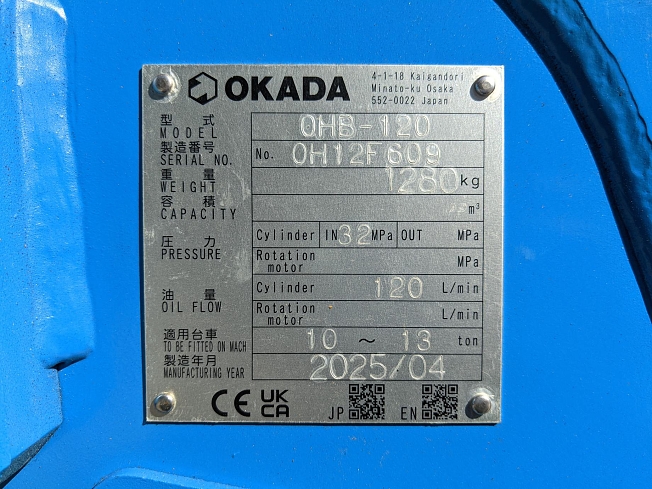 OKADA
4-1-18 Kaigandori
Minato-ku Osaka
552-0022 Japan
型 式 OHB-120
MODEL
製造番号 No. OH12F609
SERIAL NO.
重 量 1280 kg
WEIGHT
容 積 m³
CAPACITY
圧 力 Cylinder IN 32 MPa OUT MPa
PRESSURE Rotation motor MPa
油 量 Cylinder 120 L/min
OIL FLOW Rotation motor L/min
適用台車 10 ~ 13 ton
TO BE FITTED ON MACH
製造年月 2025/04
MANUFACTURING YEAR
CE UK CA JP EN